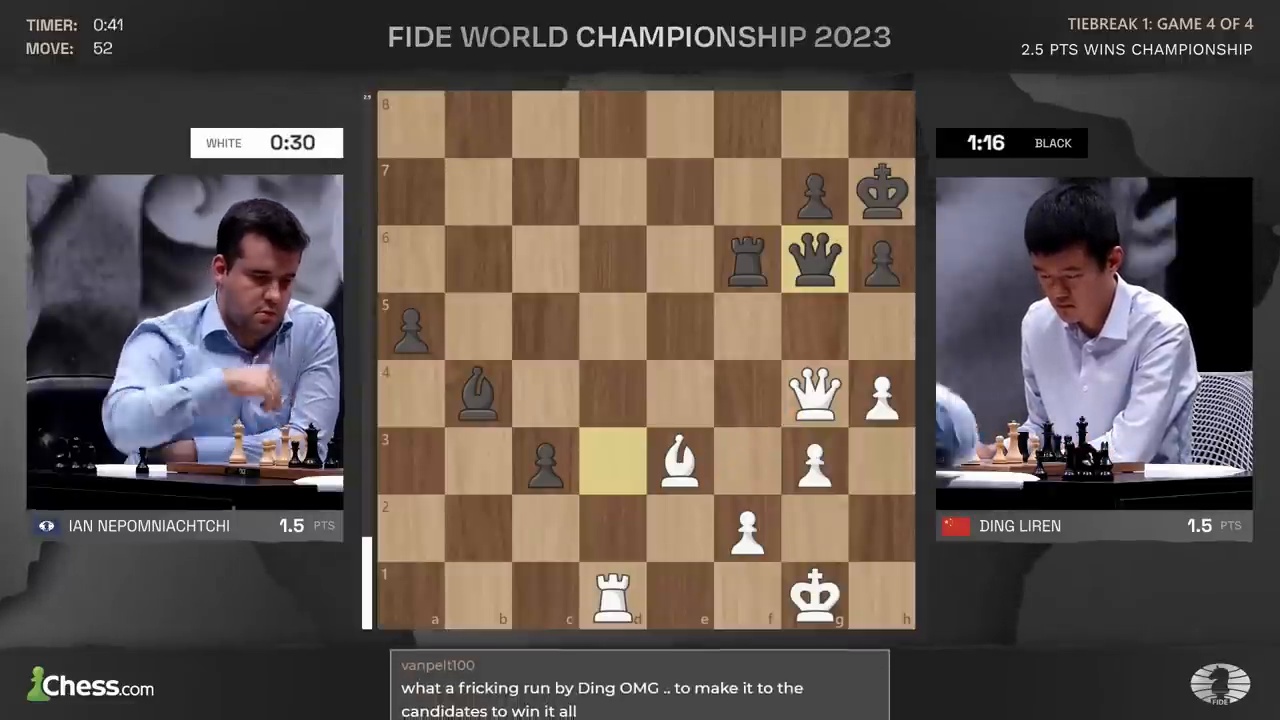 TIMER: 0:41
MOVE: 52
FIDE WORLD CHAMPIONSHIP 2023
TIEBREAK 1: GAME 4 OF 4
2.5 PTS WINS CHAMPIONSHIP
WHITE 0:30
1:16 BLACK
2.5
8
7
6
5
4
3
2
1
a b c d e f g h
IAN NEPOMNIACHTCHI 1.5 PTS
DING LIREN 1.5 PTS
vanpelt100
what a fricking run by Ding OMG .. to make it to the
candidates to win it all
Chess.com
FIDE